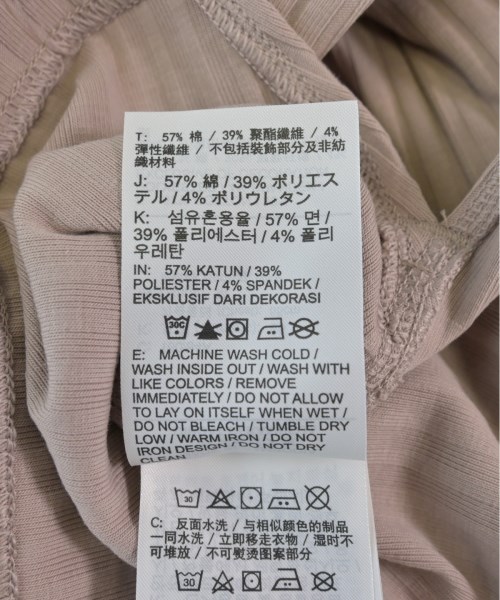 T: 57% 棉 / 39% 聚酯纖維 / 4%
彈性纖維 / 不包括裝飾部分及非紡
織材料
J: 57% 綿 / 39% ポリエス
テル / 4% ポリウレタン
K: 섬유혼용율 / 57% 면 /
39% 폴리에스터 / 4% 폴리
우레탄
IN: 57% KATUN / 39%
POLIESTER / 4% SPANDEK /
EKSKLUSIF DARI DEKORASI
30C
E: MACHINE WASH COLD /
WASH INSIDE OUT / WASH WITH
LIKE COLORS / REMOVE
IMMEDIATELY / DO NOT ALLOW
TO LAY ON ITSELF WHEN WET /
DO NOT BLEACH / TUMBLE DRY
LOW / WARM IRON / DO NOT
IRON DESIGN / DO NOT DRY
CLEAN
30
C: 反面水洗 / 与相似颜色的制品
一同水洗 / 立即移走衣物 / 湿时不
可堆放 / 不可熨烫图案部分
30